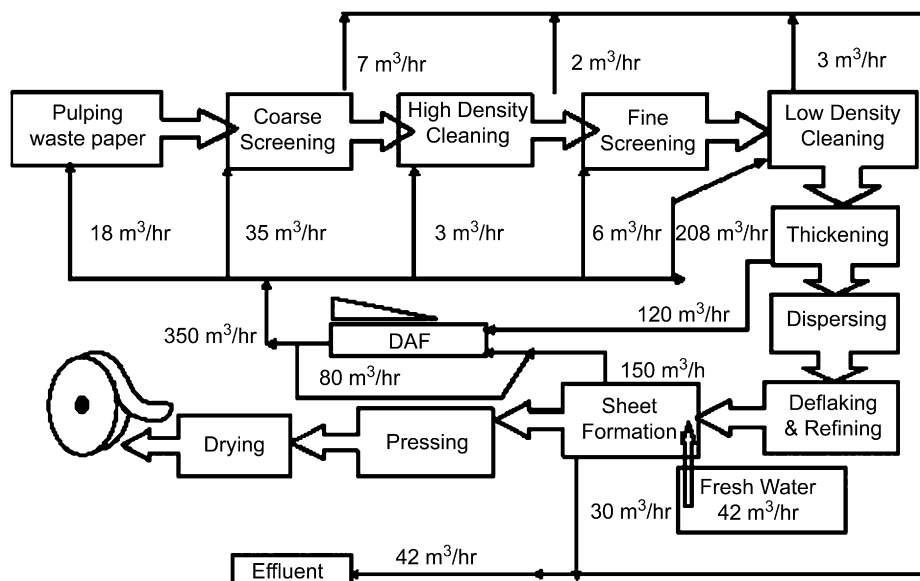 7 m³/hr
2 m³/hr
3 m³/hr
Pulping
waste paper
Coarse
Screening
High Density
Cleaning
Fine
Screening
Low Density
Cleaning
18 m³/hr
35 m³/hr
3 m³/hr
6 m³/hr
208 m³/hr
Thickening
350 m³/hr
DAF
120 m³/hr
Dispersing
80 m³/hr
150 m³/h
Drying
Pressing
Sheet
Formation
Deflaking
& Refining
30 m³/hr
Fresh Water
42 m³/hr
42 m³/hr
Effluent